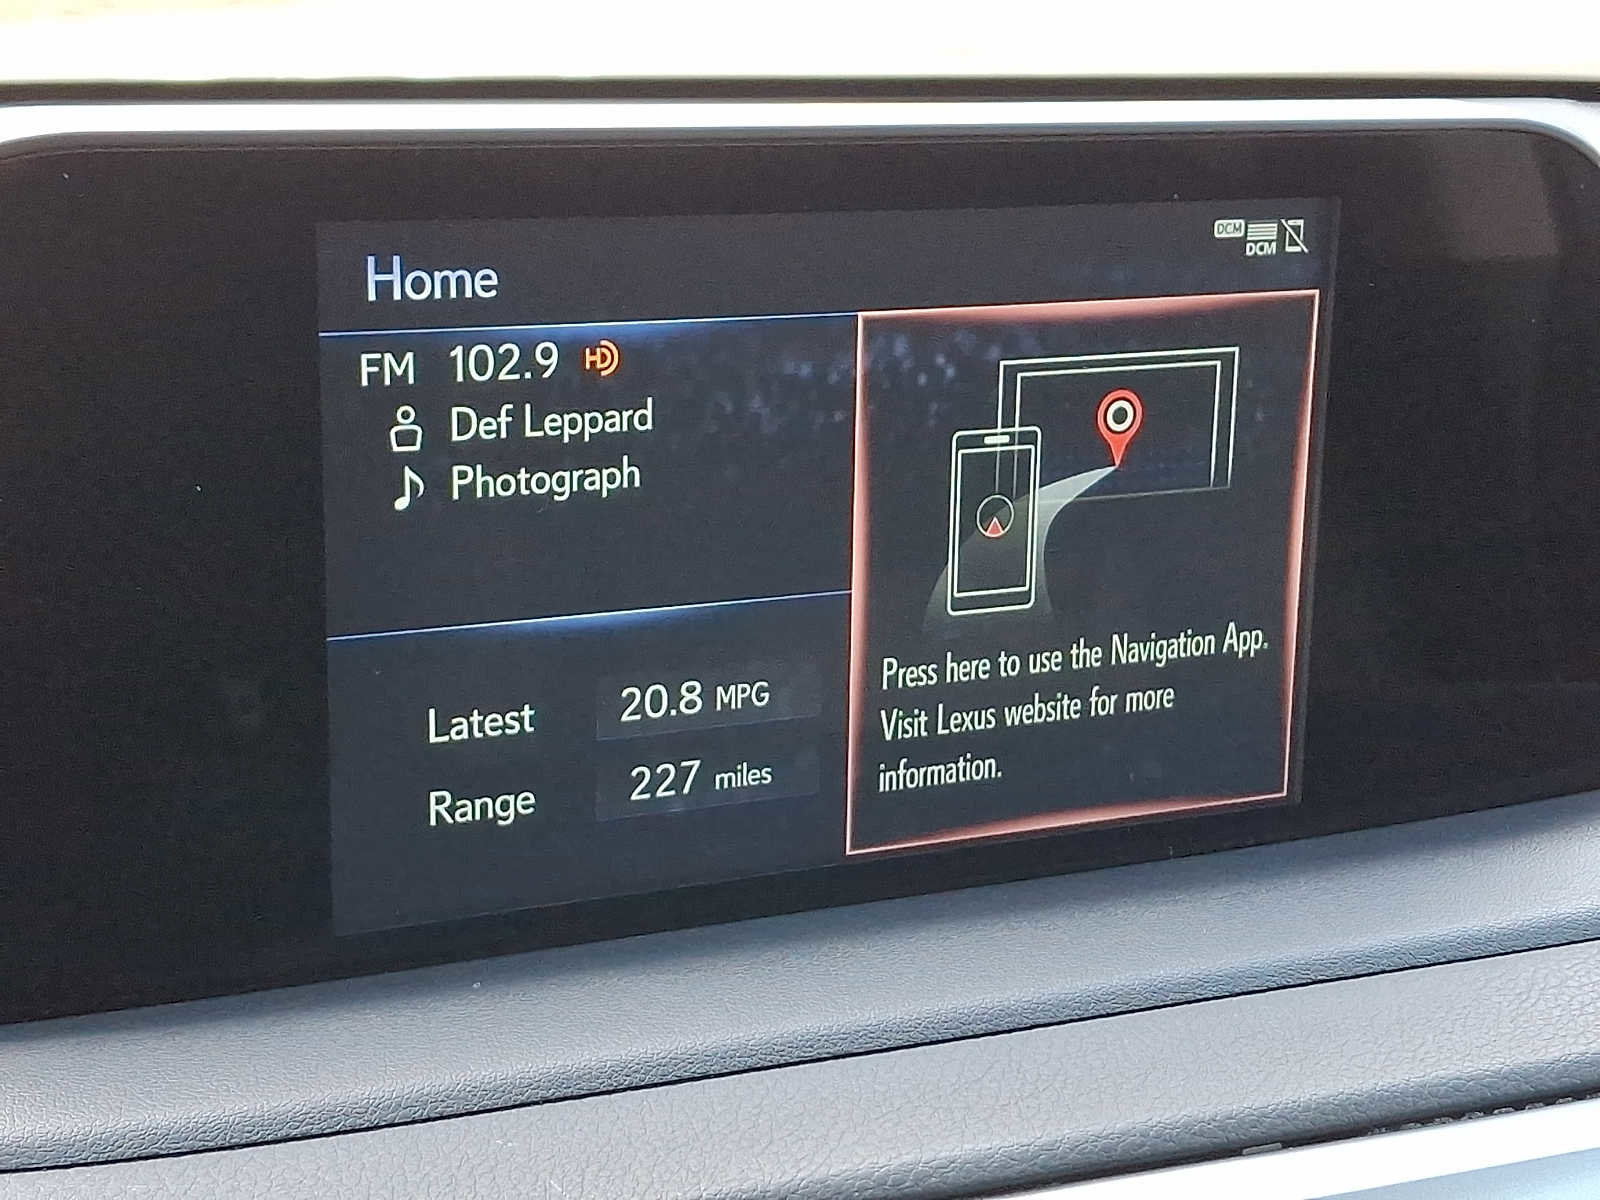 DCM
DCM
Home
FM 102.9 HD
Def Leppard
Photograph
Latest 20.8 MPG
Range 227 miles
Press here to use the Navigation App.
Visit Lexus website for more
information.